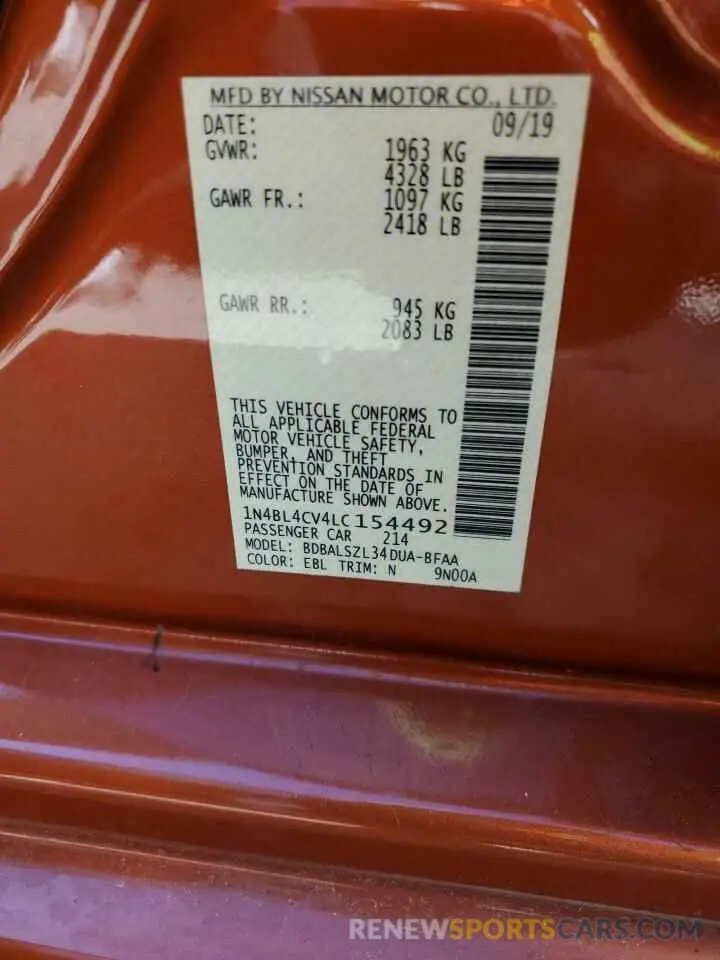 MFD BY NISSAN MOTOR CO., LTD.
DATE: 09/19
GVWR: 1963 KG
4328 LB
GAWR FR.: 1097 KG
2418 LB
GAWR RR.: 945 KG
2083 LB
THIS VEHICLE CONFORMS TO
ALL APPLICABLE FEDERAL
MOTOR VEHICLE SAFETY,
BUMPER, AND THEFT
PREVENTION STANDARDS IN
EFFECT ON THE DATE OF
MANUFACTURE SHOWN ABOVE.
1N4BL4CV4LC154492
PASSENGER CAR 214
MODEL: BDBALSZL34DUA-BFAA
COLOR: EBL TRIM: N 9N00A
RENEWSPORTSCARS.COM